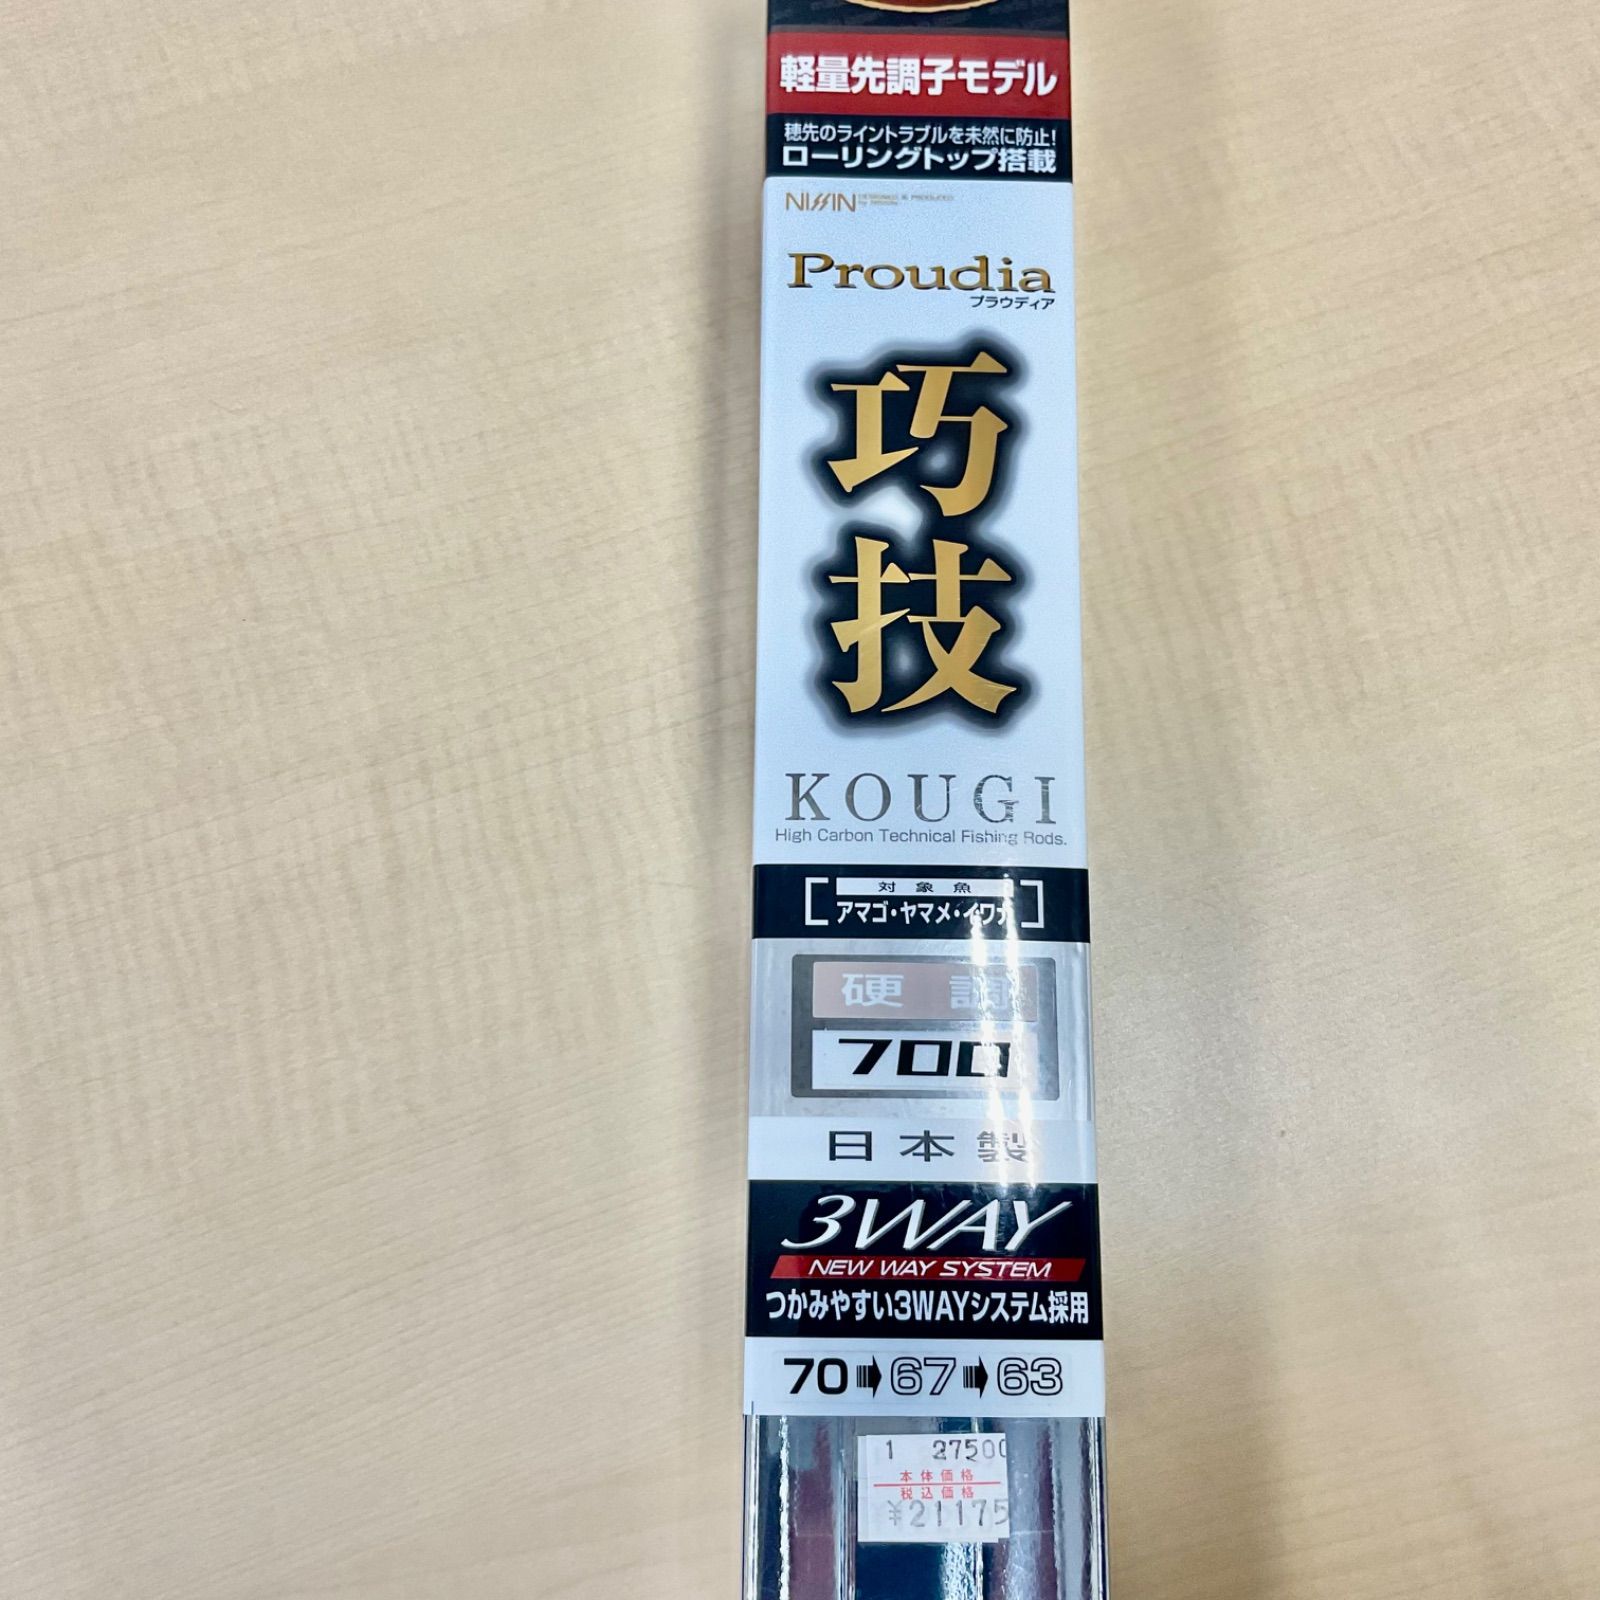 軽量先調子モデル
穂先のライントラブルを未然に防止!
ローリングトップ搭載
NISSIN DESIGNED & PRODUCED
by NISSIN
Proudia
プラウディア
巧技
KOUGI
High Carbon Technical Fishing Rods.
対象魚
アマゴ・ヤマメ・イワナ
硬調
700
日本製
3WAY
NEW WAY SYSTEM
つかみやすい3WAYシステム採用
70➡67➡63
1 27500
本体価格
税込価格
¥21175